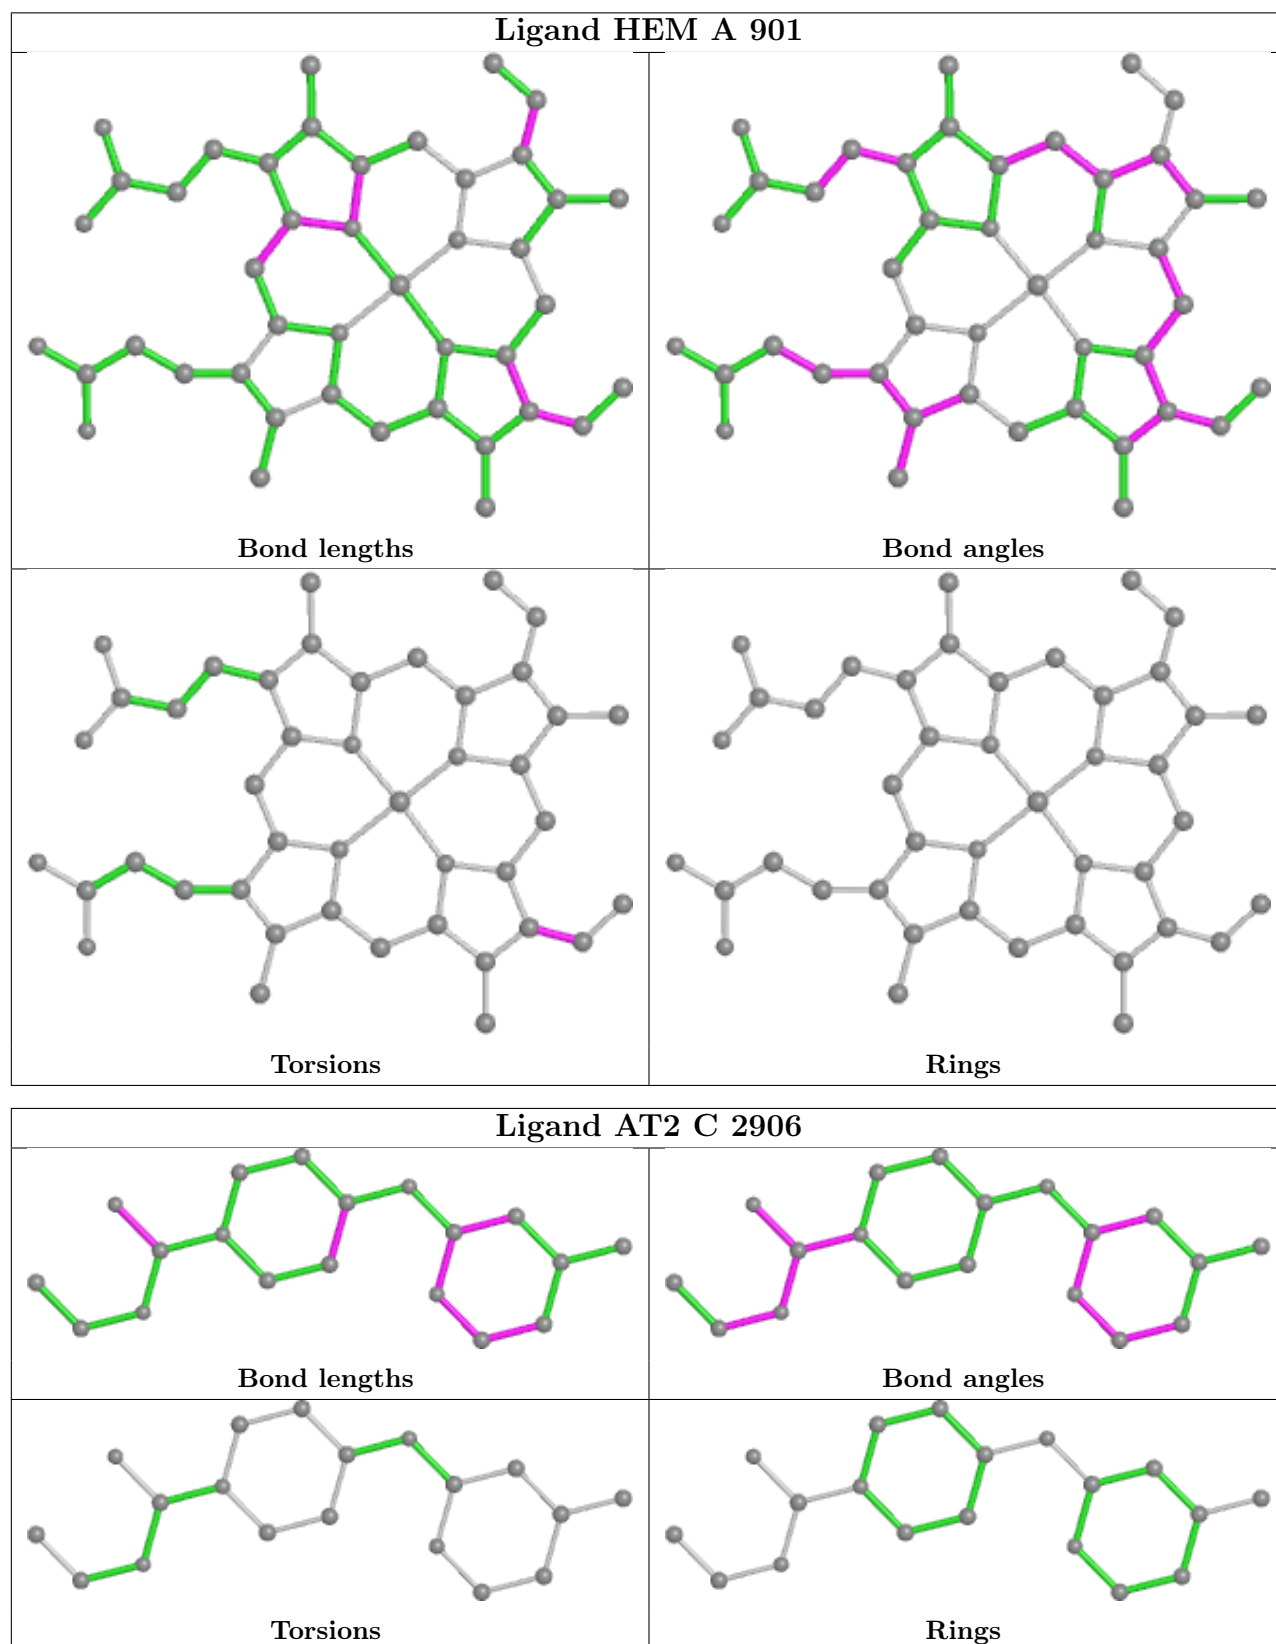 Ligand HEM A 901
Bond lengths
Bond angles
Torsions
Rings
Ligand AT2 C 2906
Bond lengths
Bond angles
Torsions
Rings